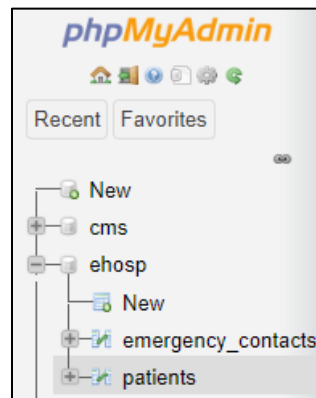 phpMyAdmin
Recent Favorites
New
cms
ehosp
New
emergency_contacts
patients